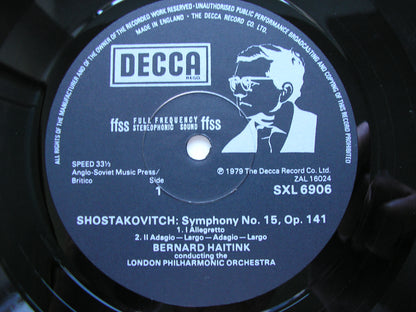 ALL RIGHTS OF THE MANUFACTURER AND OF THE OWNER OF THE RECORDED WORK RESERVED · UNAUTHORISED PUBLIC PERFORMANCE BROADCASTING AND COPYING OF THIS RECORD PROHIBITED
MADE IN ENGLAND · THE DECCA RECORD CO LTD.
DECCA
REGD
ffss FULL FREQUENCY STEREOPHONIC SOUND ffss
SPEED 33⅓
Anglo-Soviet Music Press/
Britico
Side
1
℗ 1979 The Decca Record Co. Ltd.
ZAL 16024
SXL 6906
SHOSTAKOVITCH: Symphony No. 15, Op. 141
1. I Allegretto
2. II Adagio — Largo — Adagio — Largo
BERNARD HAITINK
conducting the
LONDON PHILHARMONIC ORCHESTRA